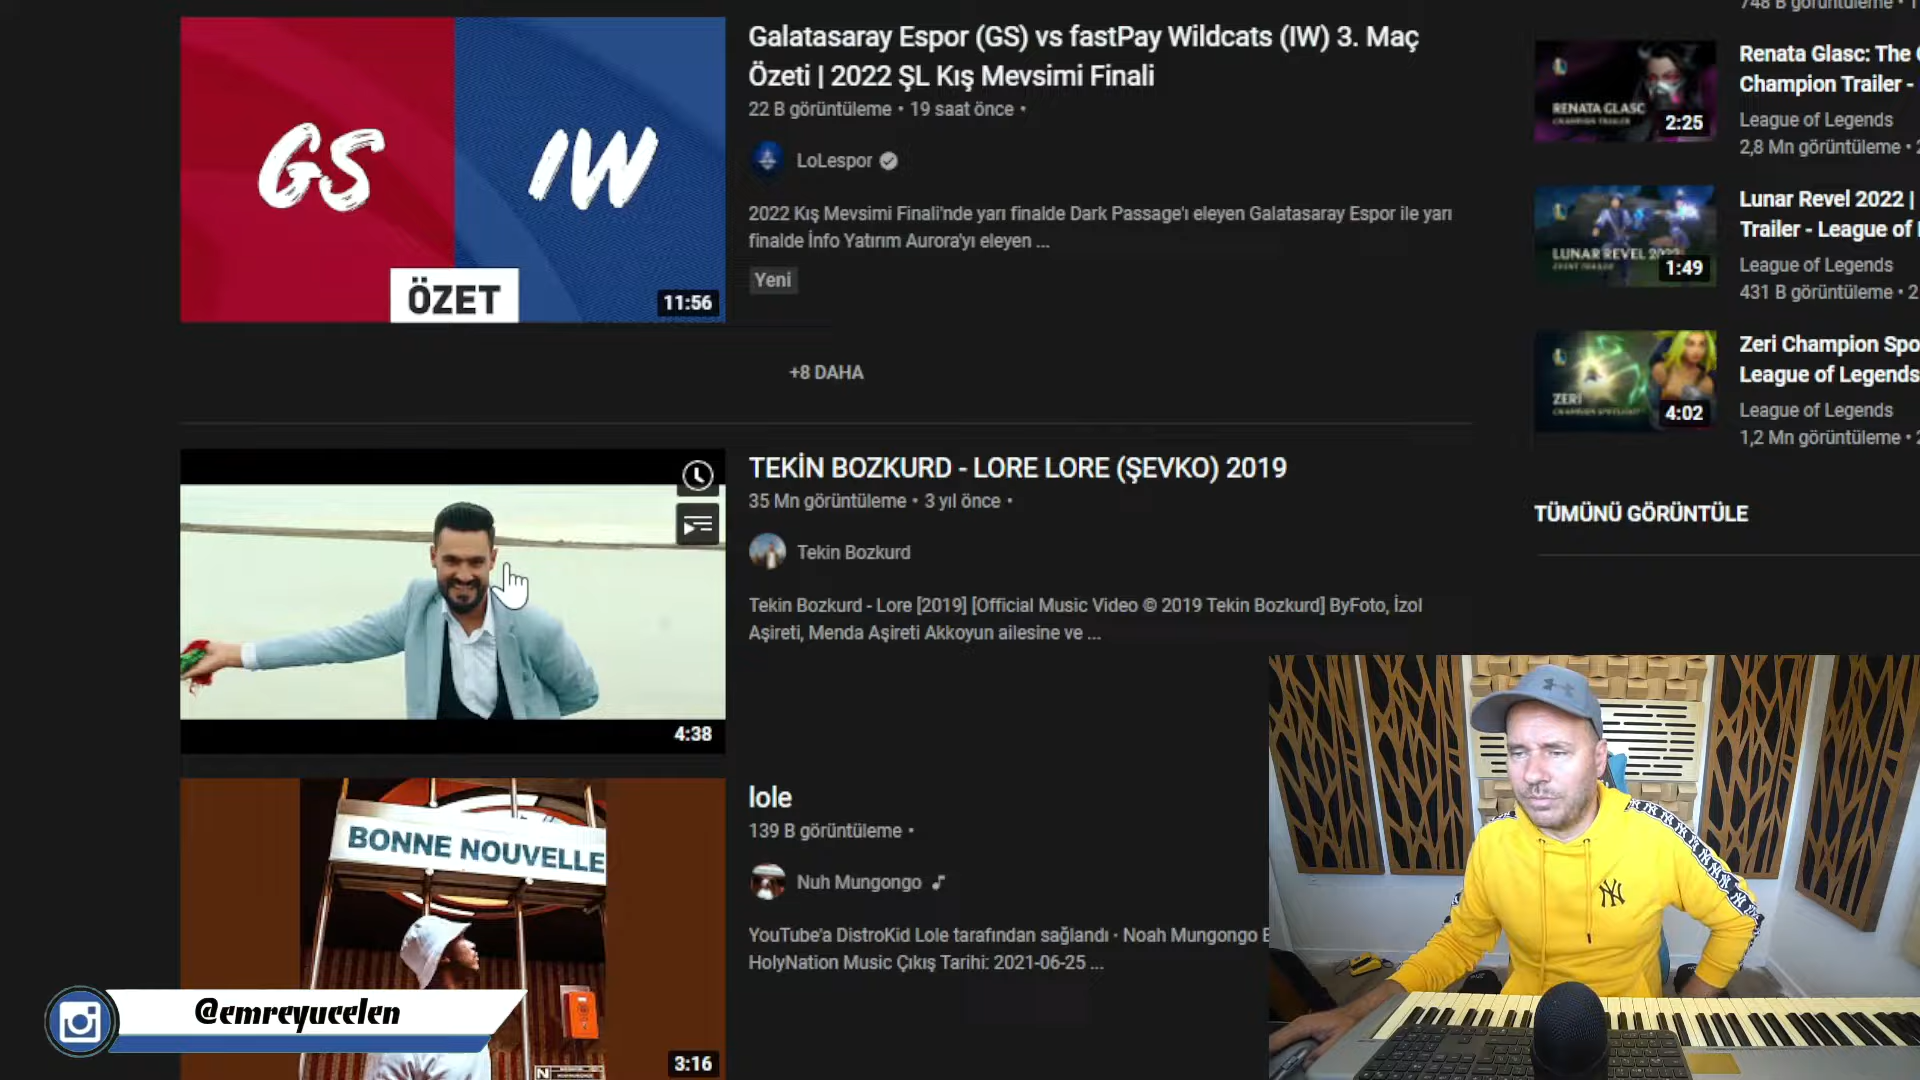 GS
IW
ÖZET
11:56
Galatasaray Espor (GS) vs fastPay Wildcats (IW) 3. Maç
Özeti | 2022 ŞL Kış Mevsimi Finali
22 B görüntüleme • 19 saat önce •
LoLespor
2022 Kış Mevsimi Finali'nde yarı finalde Dark Passage'ı eleyen Galatasaray Espor ile yarı
finalde İnfo Yatırım Aurora'yı eleyen ...
Yeni
+8 DAHA
4:38
TEKİN BOZKURD - LORE LORE (ŞEVKO) 2019
35 Mn görüntüleme • 3 yıl önce •
Tekin Bozkurd
Tekin Bozkurd - Lore [2019] [Official Music Video © 2019 Tekin Bozkurd] ByFoto, İzol
Aşireti, Menda Aşireti Akkoyun ailesine ve ...
BONNE NOUVELLE
3:16
lole
139 B görüntüleme •
Nuh Mungongo
YouTube'a DistroKid Lole tarafından sağlandı · Noah Mungongo
HolyNation Music Çıkış Tarihi: 2021-06-25 ...
@emreyucelen
748 B görüntüleme •
RENATA GLASC
CHAMPION TRAILER
2:25
Renata Glasc: The
Champion Trailer -
League of Legends
2,8 Mn görüntüleme •
LUNAR REVEL 2022
EVENT TRAILER
1:49
Lunar Revel 2022 |
Trailer - League of
League of Legends
431 B görüntüleme • 2
ZERI
CHAMPION SPOTLIGHT
4:02
Zeri Champion Spo
League of Legends
League of Legends
1,2 Mn görüntüleme •
TÜMÜNÜ GÖRÜNTÜLE
NY